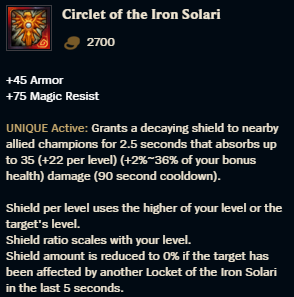 Circlet of the Iron Solari
2700
+45 Armor
+75 Magic Resist
UNIQUE Active: Grants a decaying shield to nearby
allied champions for 2.5 seconds that absorbs up
to 35 (+22 per level) (+2%~36% of your bonus
health) damage (90 second cooldown).
Shield per level uses the higher of your level or the
target's level.
Shield ratio scales with your level.
Shield amount is reduced to 0% if the target has
been affected by another Locket of the Iron Solari
in the last 5 seconds.